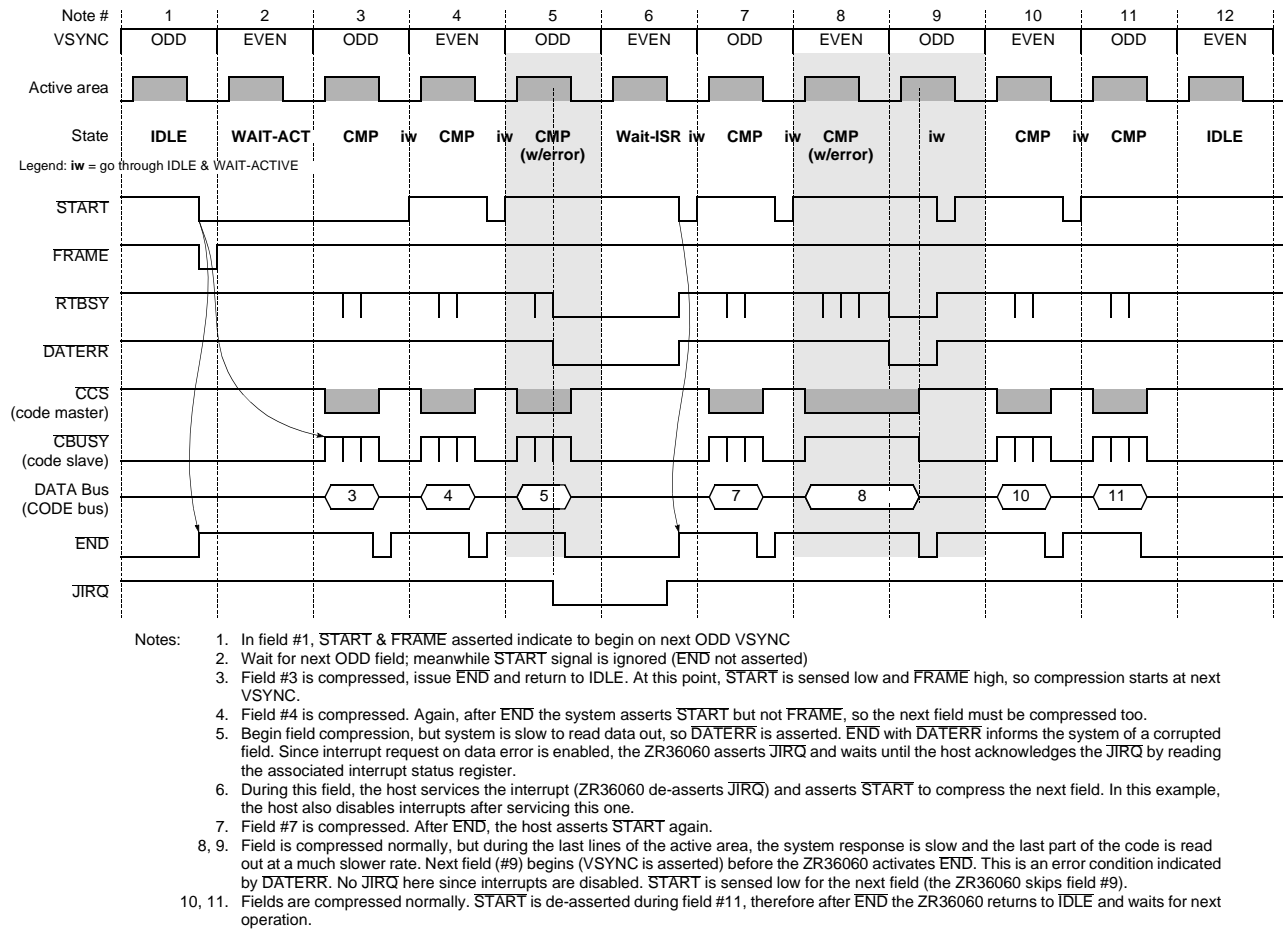 Note # 1 2 3 4 5 6 7 8 9 10 11 12
VSYNC ODD EVEN ODD EVEN ODD EVEN ODD EVEN ODD EVEN ODD EVEN
Active area
State IDLE WAIT-ACT CMP iw CMP iw CMP Wait-ISR iw CMP iw CMP iw CMP iw CMP IDLE
(w/error) (w/error)
Legend: iw = go through IDLE & WAIT-ACTIVE
START
FRAME
RTBSY
DATERR
CCS
(code master)
CBUSY
(code slave)
DATA Bus 3 4 5 7 8 10 11
(CODE bus)
END
JIRQ
Notes: 1. In field #1, START & FRAME asserted indicate to begin on next ODD VSYNC
2. Wait for next ODD field; meanwhile START signal is ignored (END not asserted)
3. Field #3 is compressed, issue END and return to IDLE. At this point, START is sensed low and FRAME high, so compression starts at next
VSYNC.
4. Field #4 is compressed. Again, after END the system asserts START but not FRAME, so the next field must be compressed too.
5. Begin field compression, but system is slow to read data out, so DATERR is asserted. END with DATERR informs the system of a corrupted
field. Since interrupt request on data error is enabled, the ZR36060 asserts JIRQ and waits until the host acknowledges the JIRQ by reading
the associated interrupt status register.
6. During this field, the host services the interrupt (ZR36060 de-asserts JIRQ) and asserts START to compress the next field. In this example,
the host also disables interrupts after servicing this one.
7. Field #7 is compressed. After END, the host asserts START again.
8, 9. Field is compressed normally, but during the last lines of the active area, the system response is slow and the last part of the code is read
out at a much slower rate. Next field (#9) begins (VSYNC is asserted) before the ZR36060 activates END. This is an error condition indicated
by DATERR. No JIRQ here since interrupts are disabled. START is sensed low for the next field (the ZR36060 skips field #9).
10, 11. Fields are compressed normally. START is de-asserted during field #11, therefore after END the ZR36060 returns to IDLE and waits for next
operation.